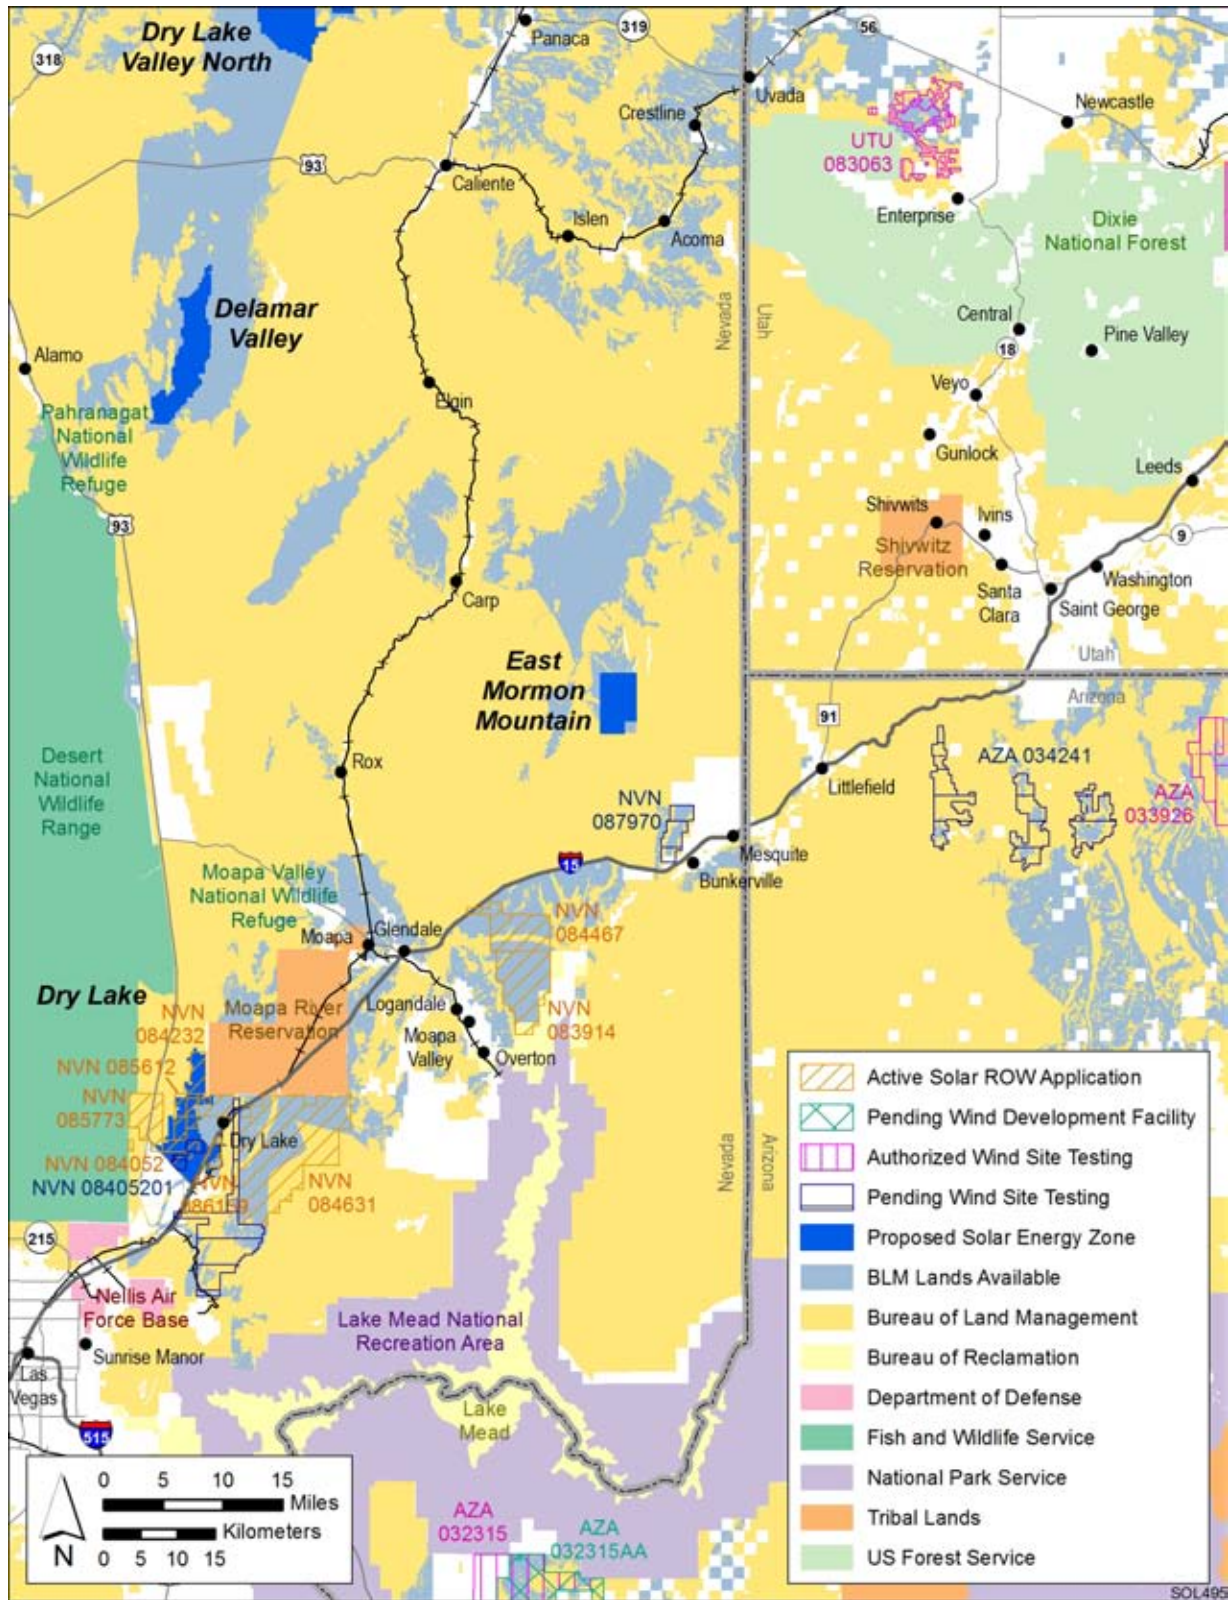 Dry Lake
Valley North
318
Panaca
319
56
Crestline
Uvada
Newcastle
UTU
083063
93
Caliente
Islen
Acoma
Enterprise
Dixie
National Forest
Delamar
Valley
Nevada
Utah
Central
18
Pine Valley
Alamo
Veyo
Elgin
Pahranagat
National
Wildlife
Refuge
Gunlock
Leeds
93
Shivwits
Ivins
9
Shivwitz
Reservation
Carp
Santa
Clara
Washington
Saint George
East
Mormon
Mountain
Utah
Arizona
91
Rox
Desert
National
Wildlife
Range
AZA 034241
Littlefield
AZA
033926
NVN
087970
Mesquite
15
Bunkerville
Moapa Valley
National Wildlife
Refuge
Moapa
Glendale
NVN
084467
Dry Lake
NVN
084232
Moapa River
Reservation
Logandale
NVN
083914
Moapa
Valley
Overton
NVN 085612
NVN
085773
Dry Lake
NVN 084052
NVN 08405201
NVN
086159
NVN
084631
Nevada
Arizona
215
Nellis Air
Force Base
Sunrise Manor
Las
Vegas
515
Lake Mead National
Recreation Area
Lake
Mead
AZA
032315
AZA
032315AA
0 5 10 15
Miles
Kilometers
0 5 10 15
N
Active Solar ROW Application
Pending Wind Development Facility
Authorized Wind Site Testing
Pending Wind Site Testing
Proposed Solar Energy Zone
BLM Lands Available
Bureau of Land Management
Bureau of Reclamation
Department of Defense
Fish and Wildlife Service
National Park Service
Tribal Lands
US Forest Service
SOL495